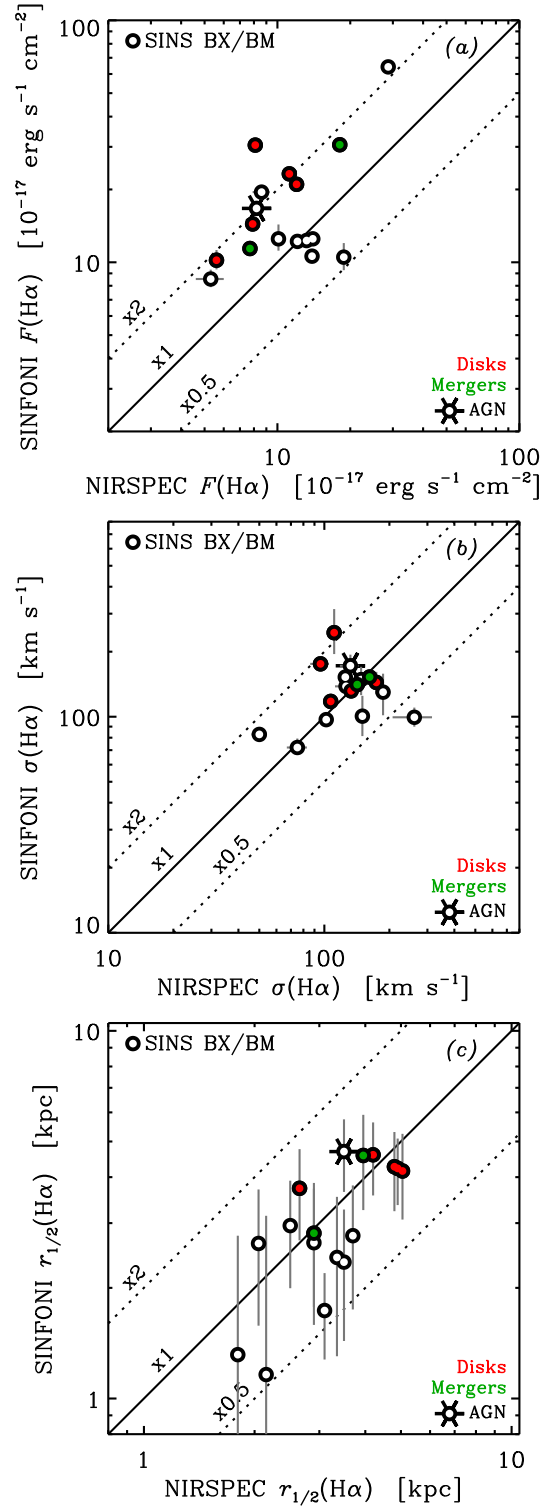 100
SINS BX/BM
(a)
SINFONI F(Hα) [10⁻¹⁷ erg s⁻¹ cm⁻²]
10
x2
x1
x0.5
Disks
Mergers
AGN
10
100
NIRSPEC F(Hα) [10⁻¹⁷ erg s⁻¹ cm⁻²]
SINS BX/BM
(b)
SINFONI σ(Hα) [km s⁻¹]
100
x2
x1
x0.5
Disks
Mergers
AGN
10
10
100
NIRSPEC σ(Hα) [km s⁻¹]
10
SINS BX/BM
(c)
SINFONI r₁/₂(Hα) [kpc]
x2
x1
x0.5
Disks
Mergers
AGN
1
1
10
NIRSPEC r₁/₂(Hα) [kpc]